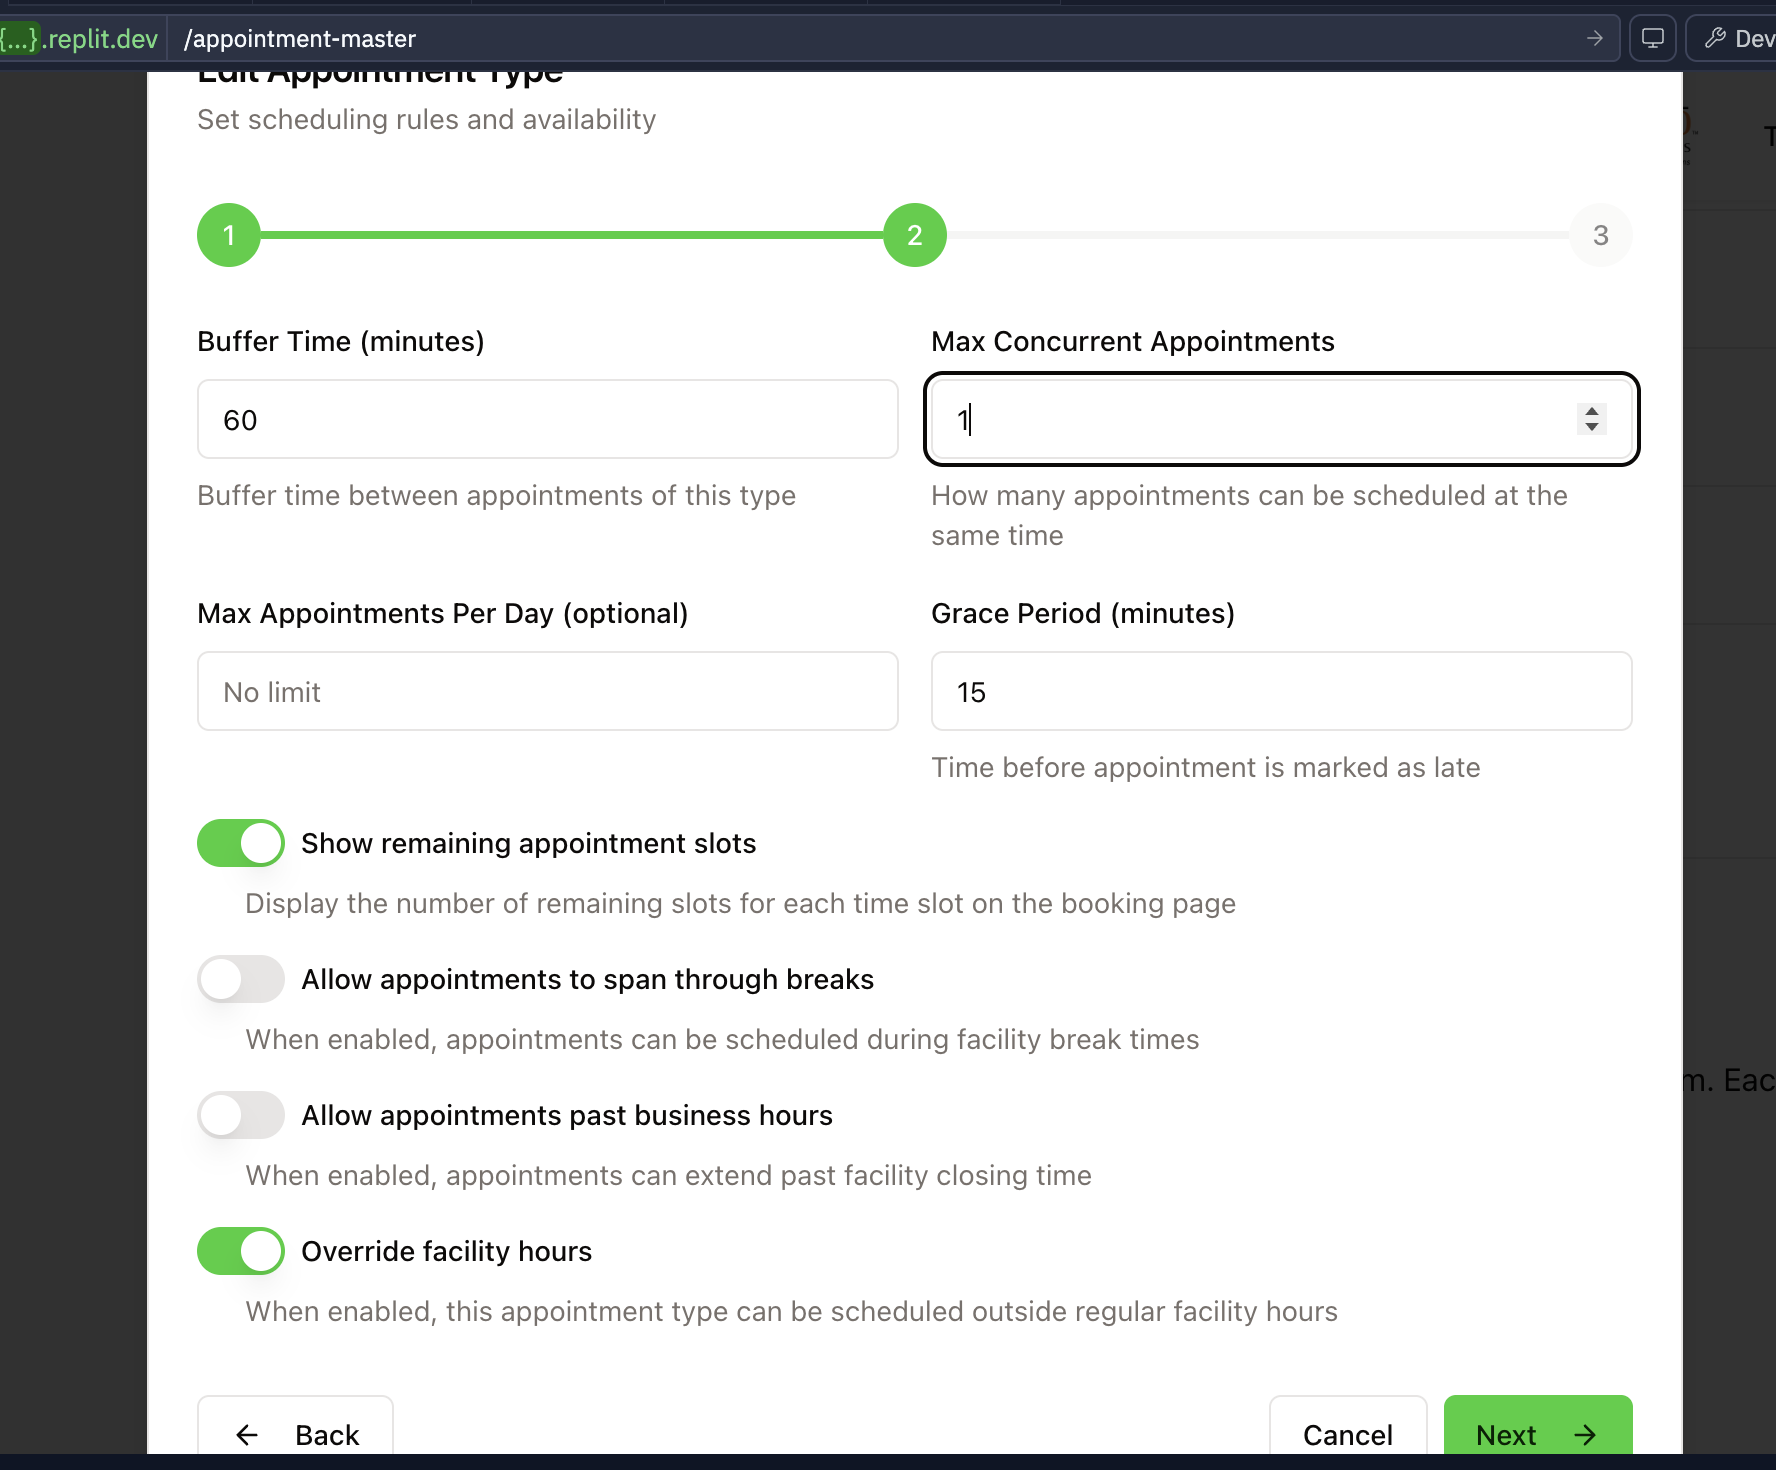 {...}.replit.dev /appointment-master
Dev
Edit Appointment Type
Set scheduling rules and availability
1 2 3
Buffer Time (minutes)
60
Buffer time between appointments of this type
Max Concurrent Appointments
1
How many appointments can be scheduled at the
same time
Max Appointments Per Day (optional)
No limit
Grace Period (minutes)
15
Time before appointment is marked as late
Show remaining appointment slots
Display the number of remaining slots for each time slot on the booking page
Allow appointments to span through breaks
When enabled, appointments can be scheduled during facility break times
Allow appointments past business hours
When enabled, appointments can extend past facility closing time
m. Eac
Override facility hours
When enabled, this appointment type can be scheduled outside regular facility hours
Back
Cancel
Next